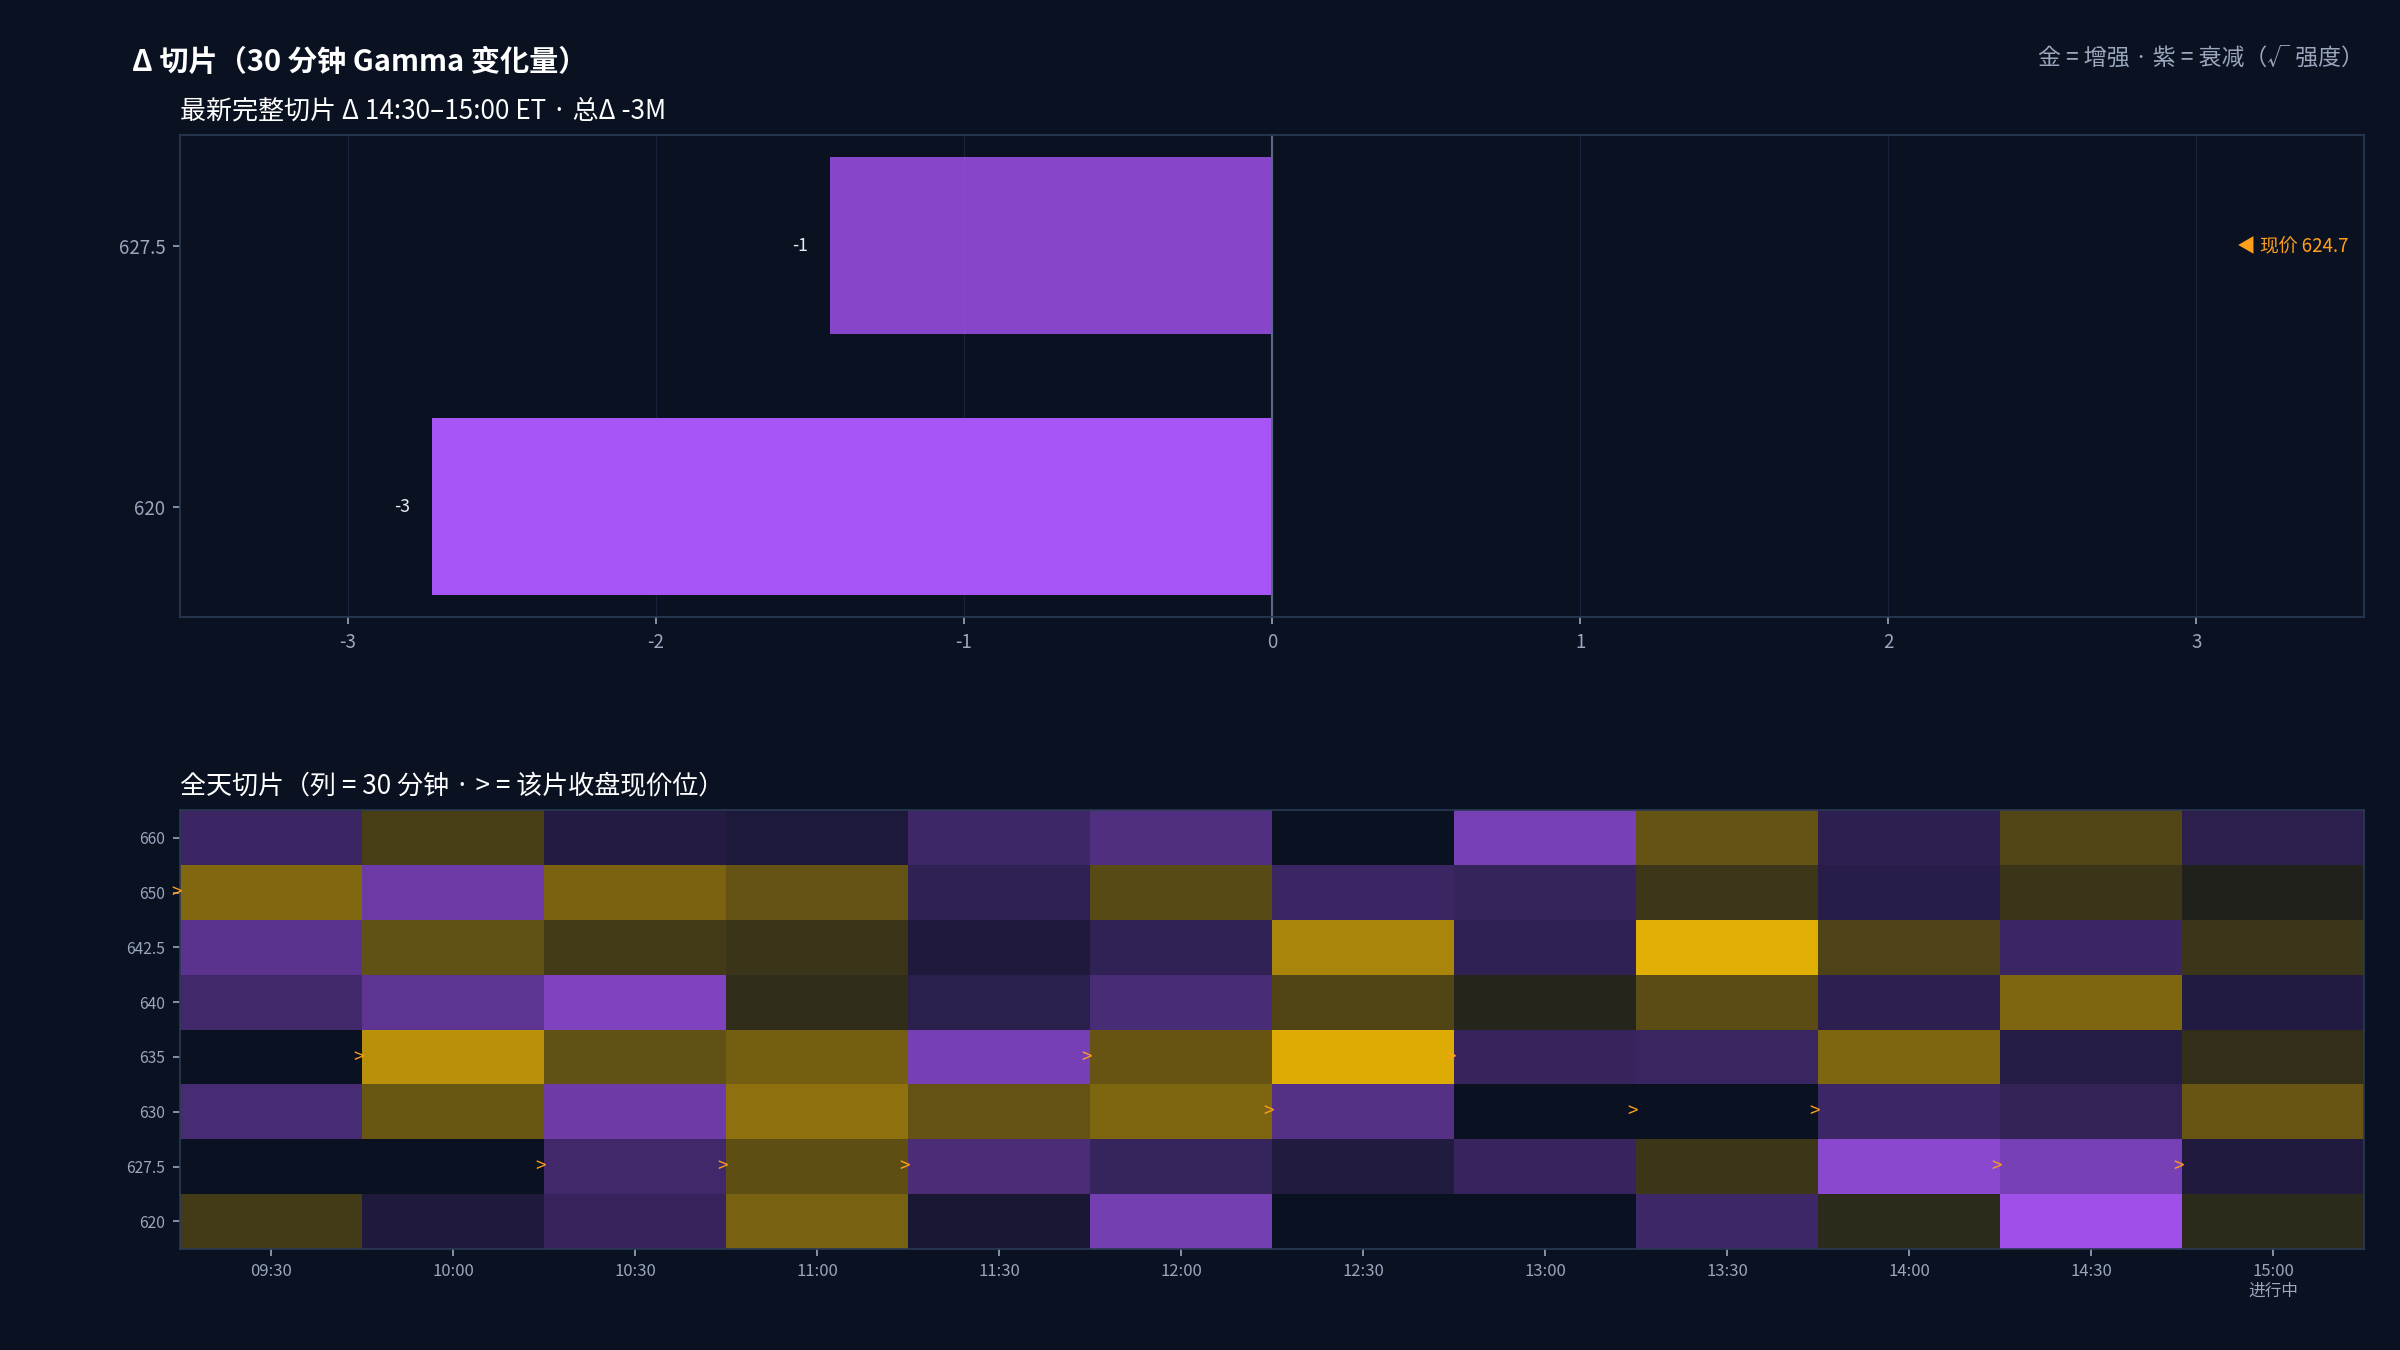 Δ 切片（30 分钟 Gamma 变化量）
金 = 增强 · 紫 = 衰减（√ 强度）
最新完整切片 Δ 14:30–15:00 ET · 总Δ -3M
627.5
-1
◀ 现价 624.7
620
-3
-3 -2 -1 0 1 2 3
全天切片（列 = 30 分钟 · > = 该片收盘现价位）
660
650 >
642.5
640
635 > > >
630 > > >
627.5 > > > > >
620
09:30 10:00 10:30 11:00 11:30 12:00 12:30 13:00 13:30 14:00 14:30 15:00
进行中